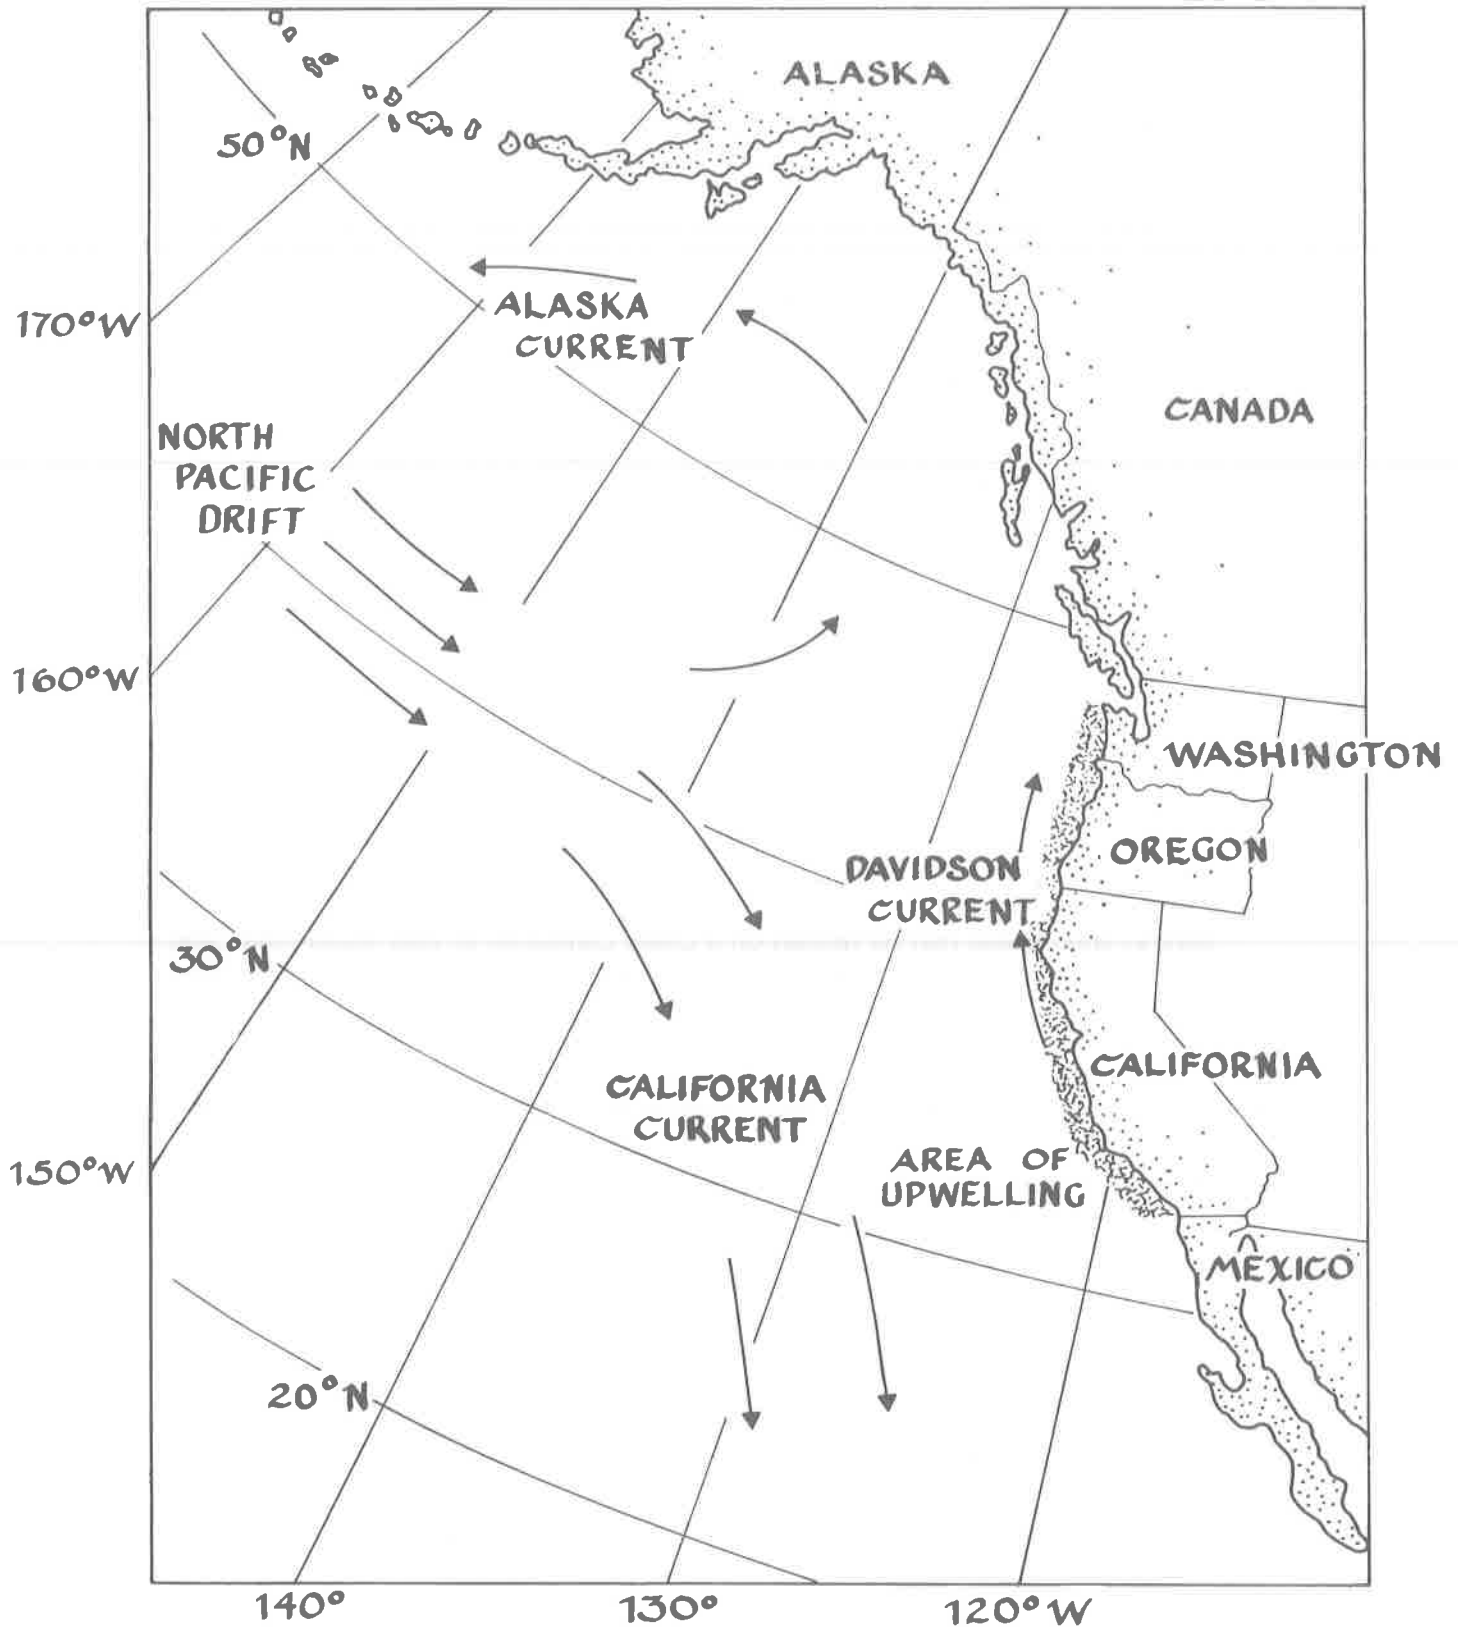 ALASKA
50°N
170°W
ALASKA
CURRENT
CANADA
NORTH
PACIFIC
DRIFT
160°W
WASHINGTON
OREGON
DAVIDSON
CURRENT
30°N
CALIFORNIA
CALIFORNIA
CURRENT
AREA OF
UPWELLING
150°W
MEXICO
20°N
140°
130°
120°W